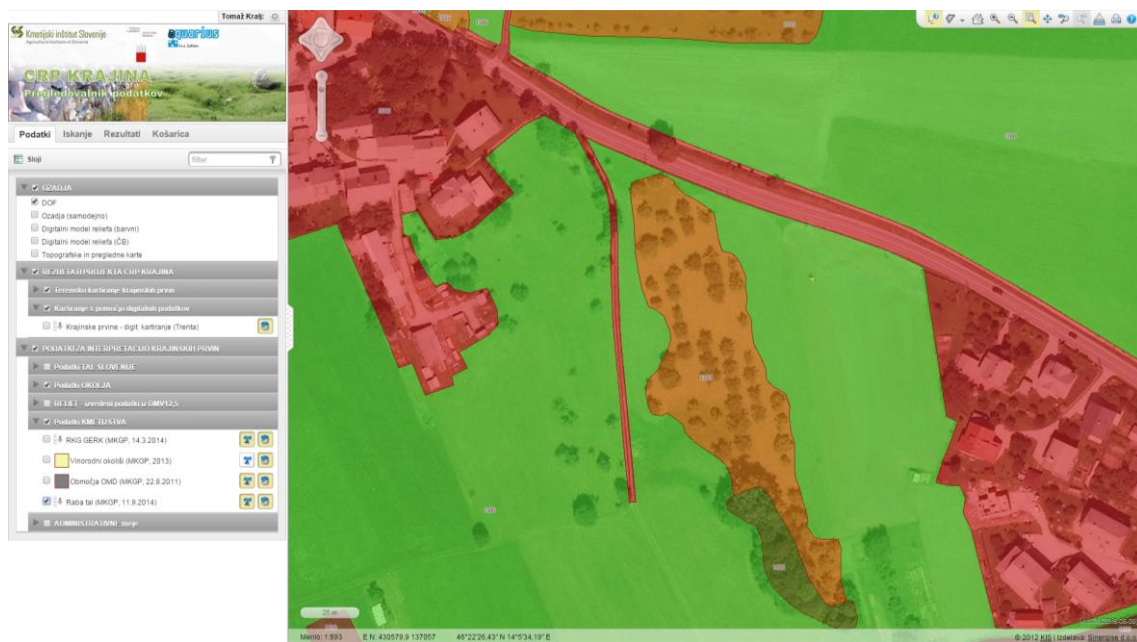 Tomaž Kralj:
Kmetijski inštitut Slovenije
Agricultural Institute of Slovenia
aquarius
CRP KRAJINA
Pregledovalnik podatkov
Podatki Iskanje Rezultati Košarica
Sloji
filter
OZADJA
DOF
Ozadja (samodejno)
Digitalni model reliefa (barvni)
Digitalni model reliefa (ČB)
Topografske in pregledne karte
REZULTATI PROJEKTA CRP KRAJINA
Terensko kartiranje krajinskih prvin
Kartiranje s pomočjo digitalnih podatkov
Krajinske prvine - digit. kartiranje (Trenta)
PODATKI ZA INTERPRETACIJO KRAJINSKIH PRVIN
Podatki TAL SLOVENIJE
Podatki OKOLJA
RELIEF - izvedeni podatki iz DMV12,5
Podatki KMETIJSTVA
RKG GERK (MKGP, 14.3.2014)
Vinorodni okoliši (MKGP, 2013)
Območja OMD (MKGP, 22.8.2011)
Raba tal (MKGP, 11.9.2014)
ADMINISTRATIVNE meje
25 m
Merilo: 1:893 E N: 430579.9 137057 46°22'26.43" N 14°5'34.19" E
© 2012 KIS | Izdelava: Sinergise d.o.o.